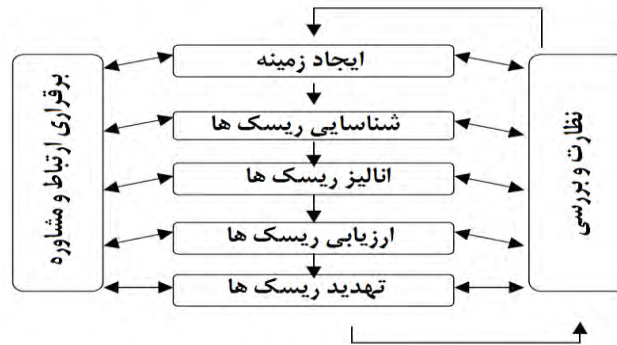 ایجاد زمینه
شناسایی ریسک ها
انالیز ریسک ها
ارزیابی ریسک ها
تهدید ریسک ها
برقراری ارتباط و مشاوره
نظارت و بررسی